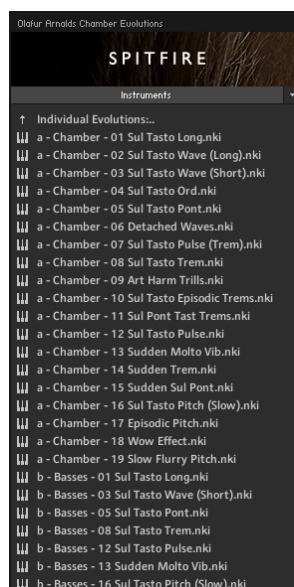 Olafur Arnalds Chamber Evolutions
SPITFIRE
Instruments
↑ Individual Evolutions:..
a - Chamber - 01 Sul Tasto Long.nki
a - Chamber - 02 Sul Tasto Wave (Long).nki
a - Chamber - 03 Sul Tasto Wave (Short).nki
a - Chamber - 04 Sul Tasto Ord.nki
a - Chamber - 05 Sul Tasto Pont.nki
a - Chamber - 06 Detached Waves.nki
a - Chamber - 07 Sul Tasto Pulse (Trem).nki
a - Chamber - 08 Sul Tasto Trem.nki
a - Chamber - 09 Art Harm Trills.nki
a - Chamber - 10 Sul Tasto Episodic Trems.nki
a - Chamber - 11 Sul Pont Tast Trems.nki
a - Chamber - 12 Sul Tasto Pulse.nki
a - Chamber - 13 Sudden Molto Vib.nki
a - Chamber - 14 Sudden Trem.nki
a - Chamber - 15 Sudden Sul Pont.nki
a - Chamber - 16 Sul Tasto Pitch (Slow).nki
a - Chamber - 17 Episodic Pitch.nki
a - Chamber - 18 Wow Effect.nki
a - Chamber - 19 Slow Flurry Pitch.nki
b - Basses - 01 Sul Tasto Long.nki
b - Basses - 03 Sul Tasto Wave (Short).nki
b - Basses - 05 Sul Tasto Pont.nki
b - Basses - 08 Sul Tasto Trem.nki
b - Basses - 12 Sul Tasto Pulse.nki
b - Basses - 13 Sudden Molto Vib.nki
b - Basses - 16 Sul Tasto Pitch (Slow).nki